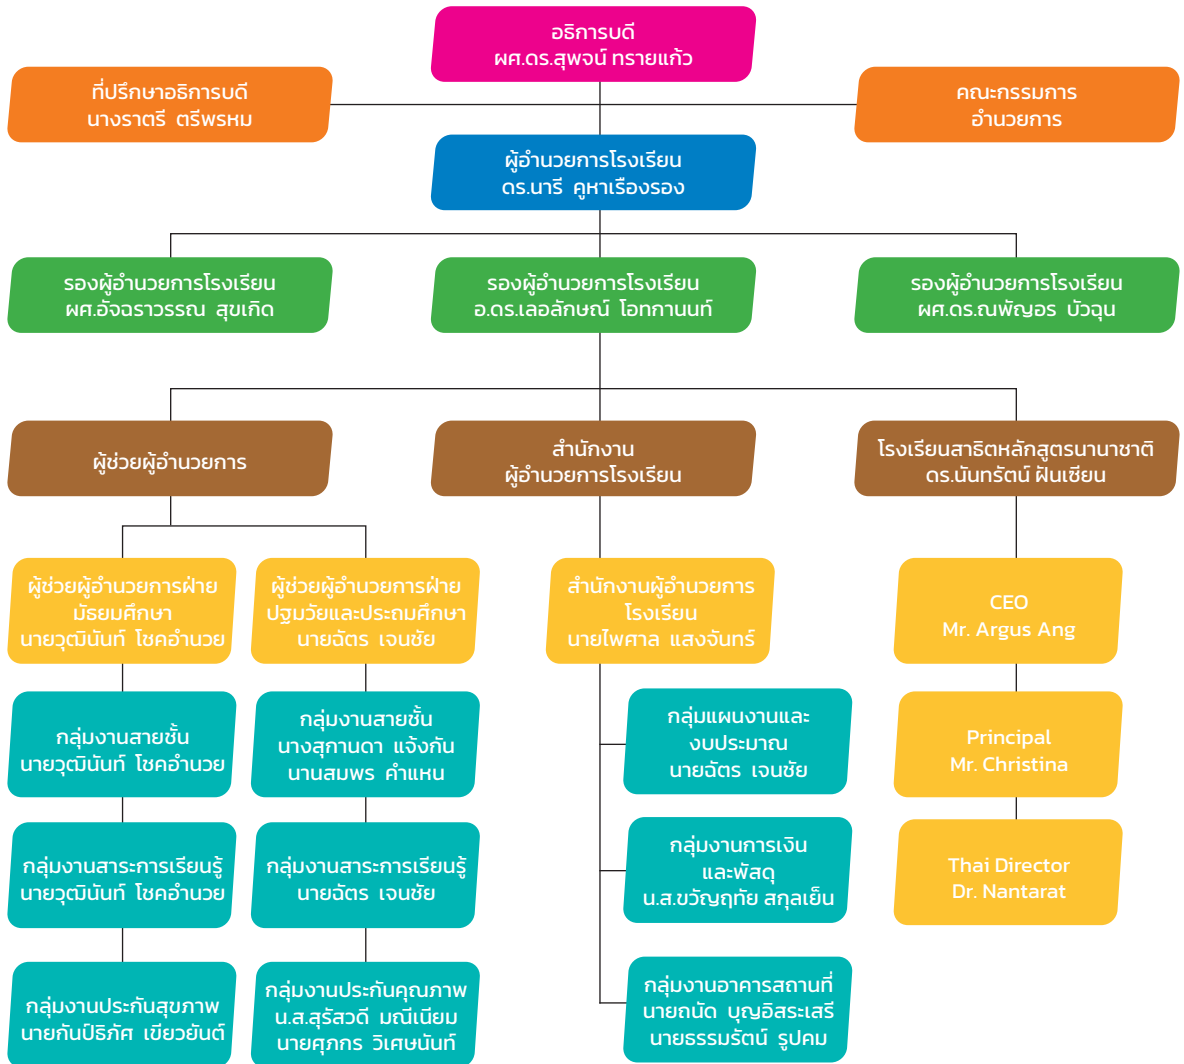 อธิการบดี
ผศ.ดร.สุพจน์ ทรายแก้ว
ที่ปรึกษาอธิการบดี
นางราตรี ตรีพรหม
คณะกรรมการ
อำนวยการ
ผู้อำนวยการโรงเรียน
ดร.นารี คูหาเรืองรอง
รองผู้อำนวยการโรงเรียน
ผศ.อัจฉราวรรณ สุขเกิด
รองผู้อำนวยการโรงเรียน
อ.ดร.เลอลักษณ์ โอทกานนท์
รองผู้อำนวยการโรงเรียน
ผศ.ดร.ณพัญอร บัวฉุน
ผู้ช่วยผู้อำนวยการ
สำนักงาน
ผู้อำนวยการโรงเรียน
โรงเรียนสาธิตหลักสูตรนานาชาติ
ดร.นันทรัตน์ ฝันเซียน
ผู้ช่วยผู้อำนวยการฝ่าย
มัธยมศึกษา
นายวุฒินันท์ โชคอำนวย
ผู้ช่วยผู้อำนวยการฝ่าย
ปฐมวัยและประถมศึกษา
นายฉัตร เจนชัย
สำนักงานผู้อำนวยการ
โรงเรียน
นายไพศาล แสงจันทร์
CEO
Mr. Argus Ang
กลุ่มงานสายชั้น
นายวุฒินันท์ โชคอำนวย
กลุ่มงานสายชั้น
นางสุกานดา แจ้งกัน
นานสมพร คำแหน
กลุ่มแผนงานและ
งบประมาณ
นายฉัตร เจนชัย
Principal
Mr. Christina
กลุ่มงานสาระการเรียนรู้
นายวุฒินันท์ โชคอำนวย
กลุ่มงานสาระการเรียนรู้
นายฉัตร เจนชัย
กลุ่มงานการเงิน
และพัสดุ
น.ส.ขวัญฤทัย สกุลเย็น
Thai Director
Dr. Nantarat
กลุ่มงานประกันสุขภาพ
นายกันป์ธิภัศ เขียวยันต์
กลุ่มงานประกันคุณภาพ
น.ส.สุรัสวดี มณีเนียม
นายศุภกร วิเศษนันท์
กลุ่มงานอาคารสถานที่
นายถนัด บุญอิสระเสรี
นายธรรมรัตน์ รูปคม